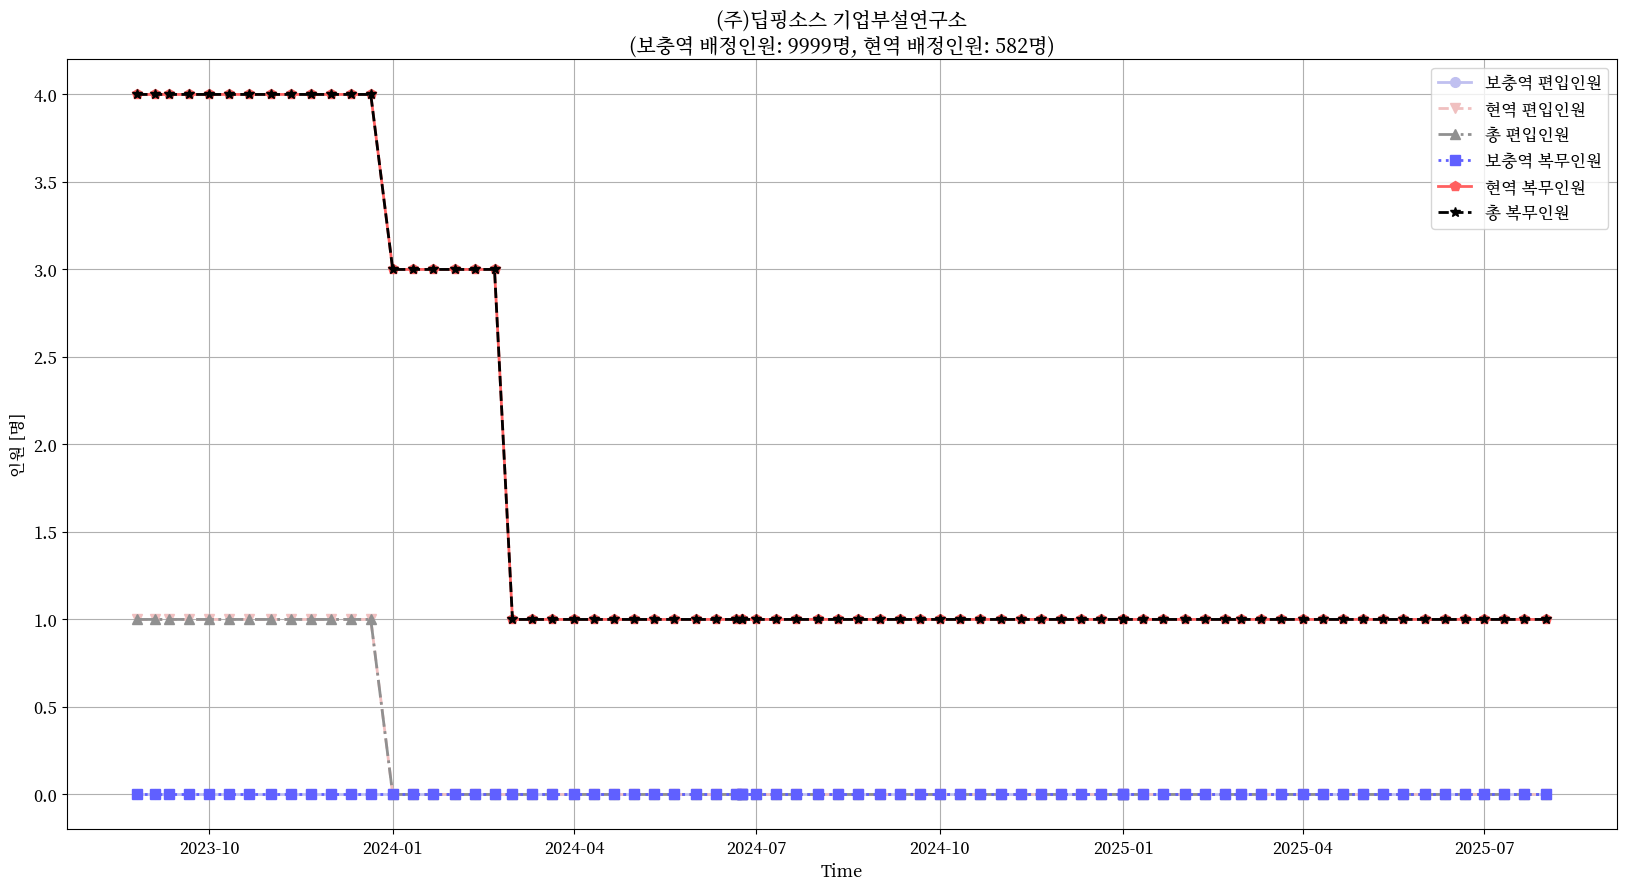 (주)딥핑소스 기업부설연구소
(보충역 배정인원: 9999명, 현역 배정인원: 582명)
보충역 편입인원
현역 편입인원
총 편입인원
보충역 복무인원
현역 복무인원
총 복무인원
인원 [명]
4.0
3.5
3.0
2.5
2.0
1.5
1.0
0.5
0.0
2023-10
2024-01
2024-04
2024-07
2024-10
2025-01
2025-04
2025-07
Time